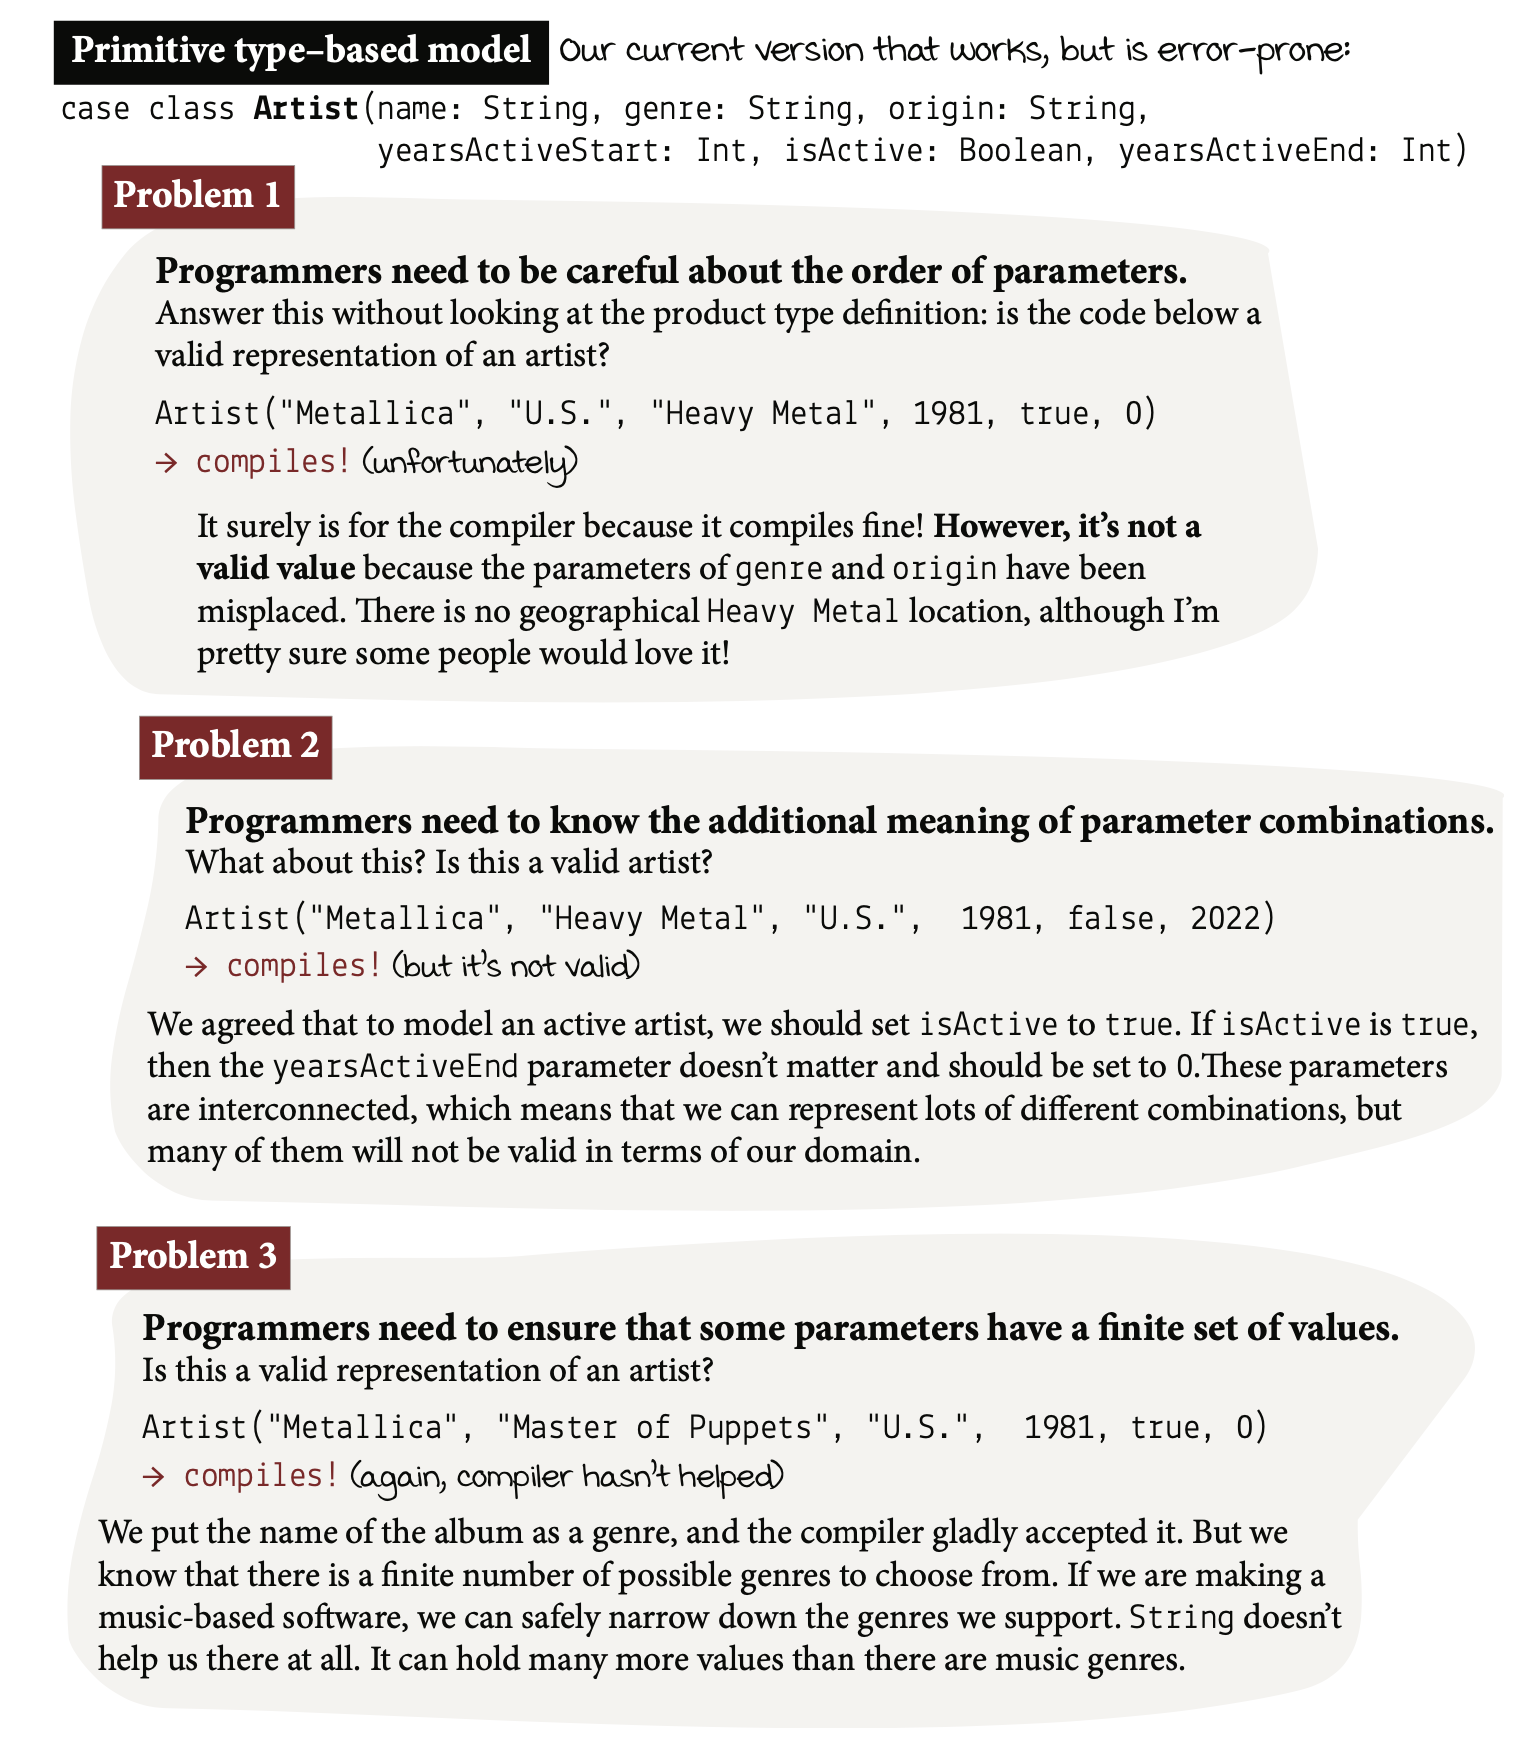 Primitive type–based model Our current version that works, but is error-prone:
case class Artist(name: String, genre: String, origin: String,
yearsActiveStart: Int, isActive: Boolean, yearsActiveEnd: Int)
Problem 1
Programmers need to be careful about the order of parameters.
Answer this without looking at the product type definition: is the code below a
valid representation of an artist?
Artist("Metallica", "U.S.", "Heavy Metal", 1981, true, 0)
→ compiles! (unfortunately)
It surely is for the compiler because it compiles fine! However, it’s not a
valid value because the parameters of genre and origin have been
misplaced. There is no geographical Heavy Metal location, although I’m
pretty sure some people would love it!
Problem 2
Programmers need to know the additional meaning of parameter combinations.
What about this? Is this a valid artist?
Artist("Metallica", "Heavy Metal", "U.S.",  1981, false, 2022)
→ compiles! (but it's not valid)
We agreed that to model an active artist, we should set isActive to true. If isActive is true,
then the yearsActiveEnd parameter doesn’t matter and should be set to 0.These parameters
are interconnected, which means that we can represent lots of different combinations, but
many of them will not be valid in terms of our domain.
Problem 3
Programmers need to ensure that some parameters have a finite set of values.
Is this a valid representation of an artist?
Artist("Metallica", "Master of Puppets", "U.S.",  1981, true, 0)
→ compiles! (again, compiler hasn't helped)
We put the name of the album as a genre, and the compiler gladly accepted it. But we
know that there is a finite number of possible genres to choose from. If we are making a
music-based software, we can safely narrow down the genres we support. String doesn’t
help us there at all. It can hold many more values than there are music genres.